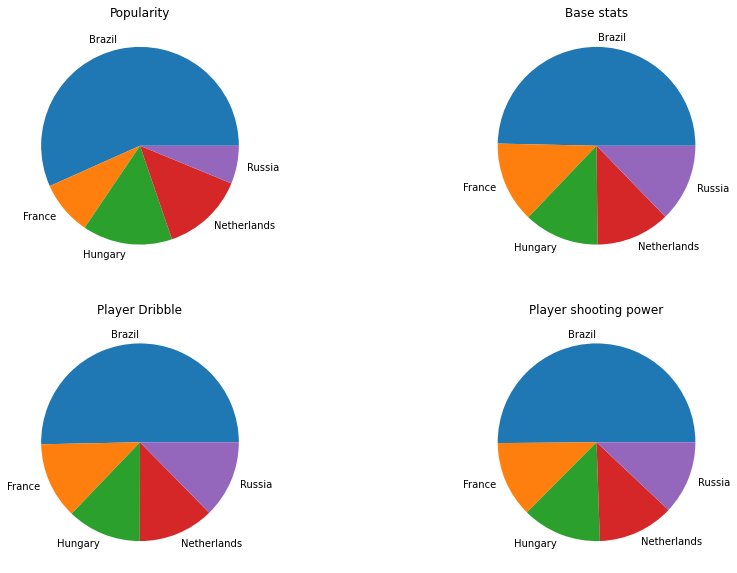 Popularity
Brazil
France
Hungary
Netherlands
Russia
Base stats
Brazil
France
Hungary
Netherlands
Russia
Player Dribble
Brazil
France
Hungary
Netherlands
Russia
Player shooting power
Brazil
France
Hungary
Netherlands
Russia